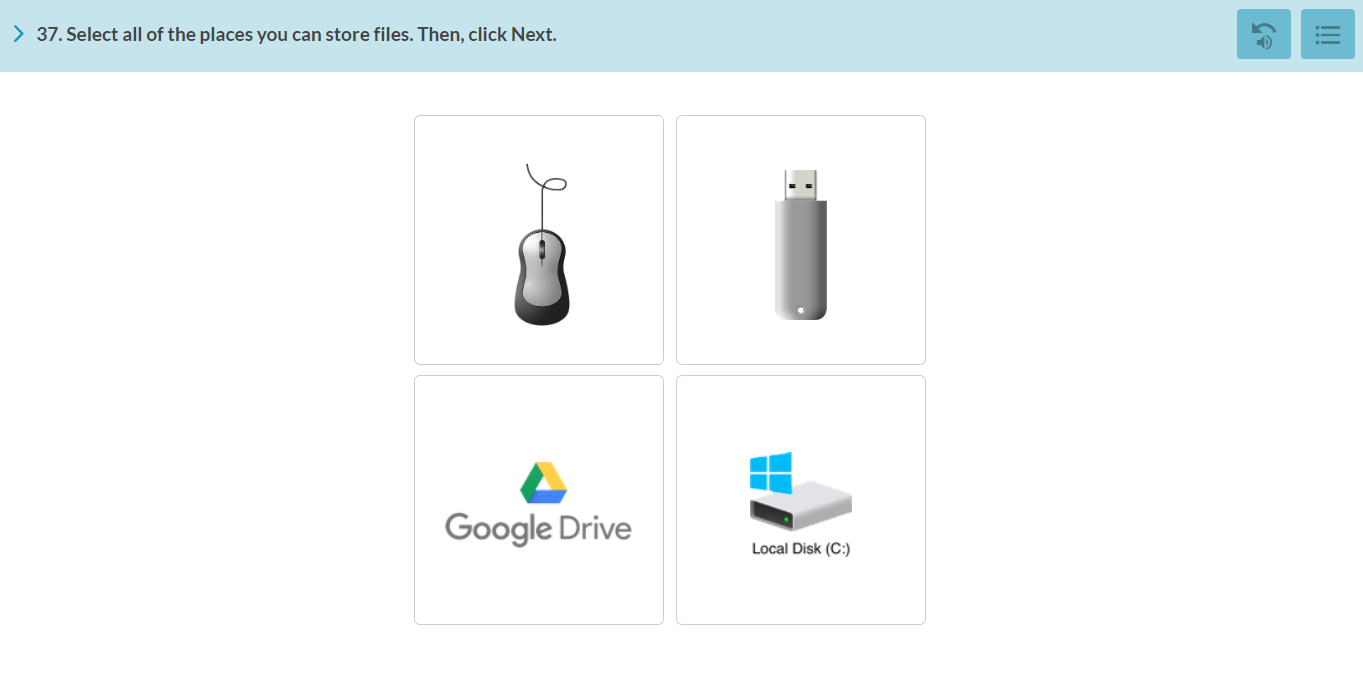 37. Select all of the places you can store files. Then, click Next.
Google Drive
Local Disk (C:)